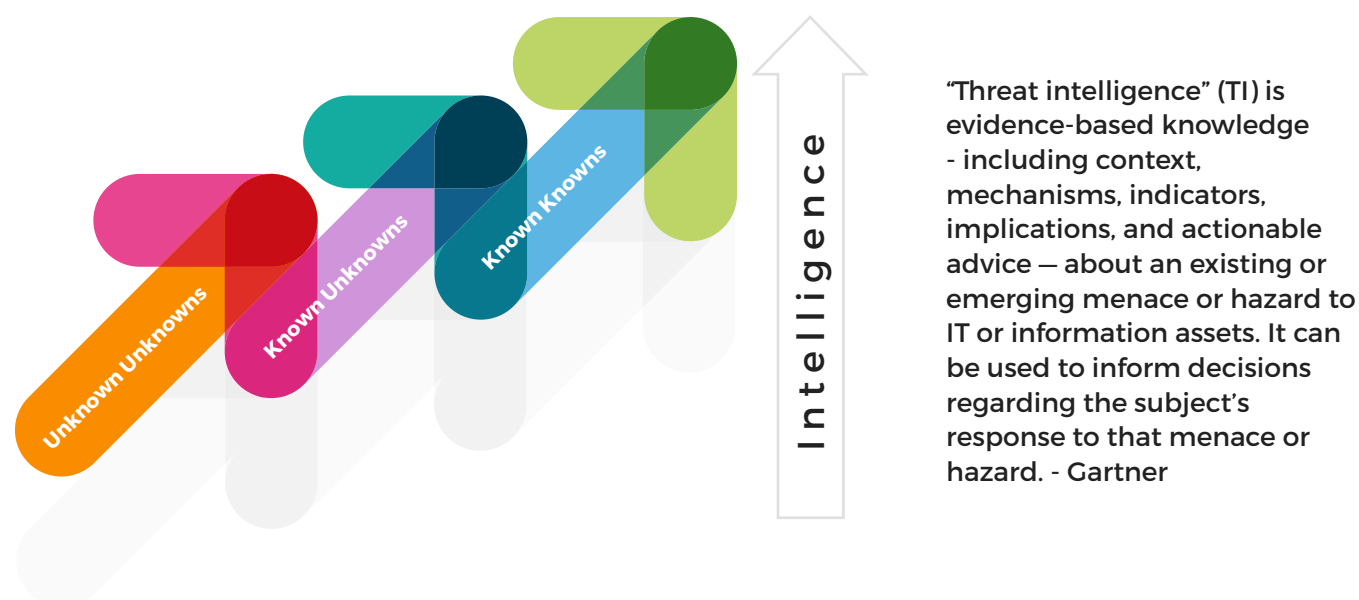 Unknown Unknowns
Known Unknowns
Known Knowns
Intelligence
“Threat intelligence” (TI) is
evidence-based knowledge
- including context,
mechanisms, indicators,
implications, and actionable
advice — about an existing or
emerging menace or hazard to
IT or information assets. It can
be used to inform decisions
regarding the subject’s
response to that menace or
hazard. - Gartner